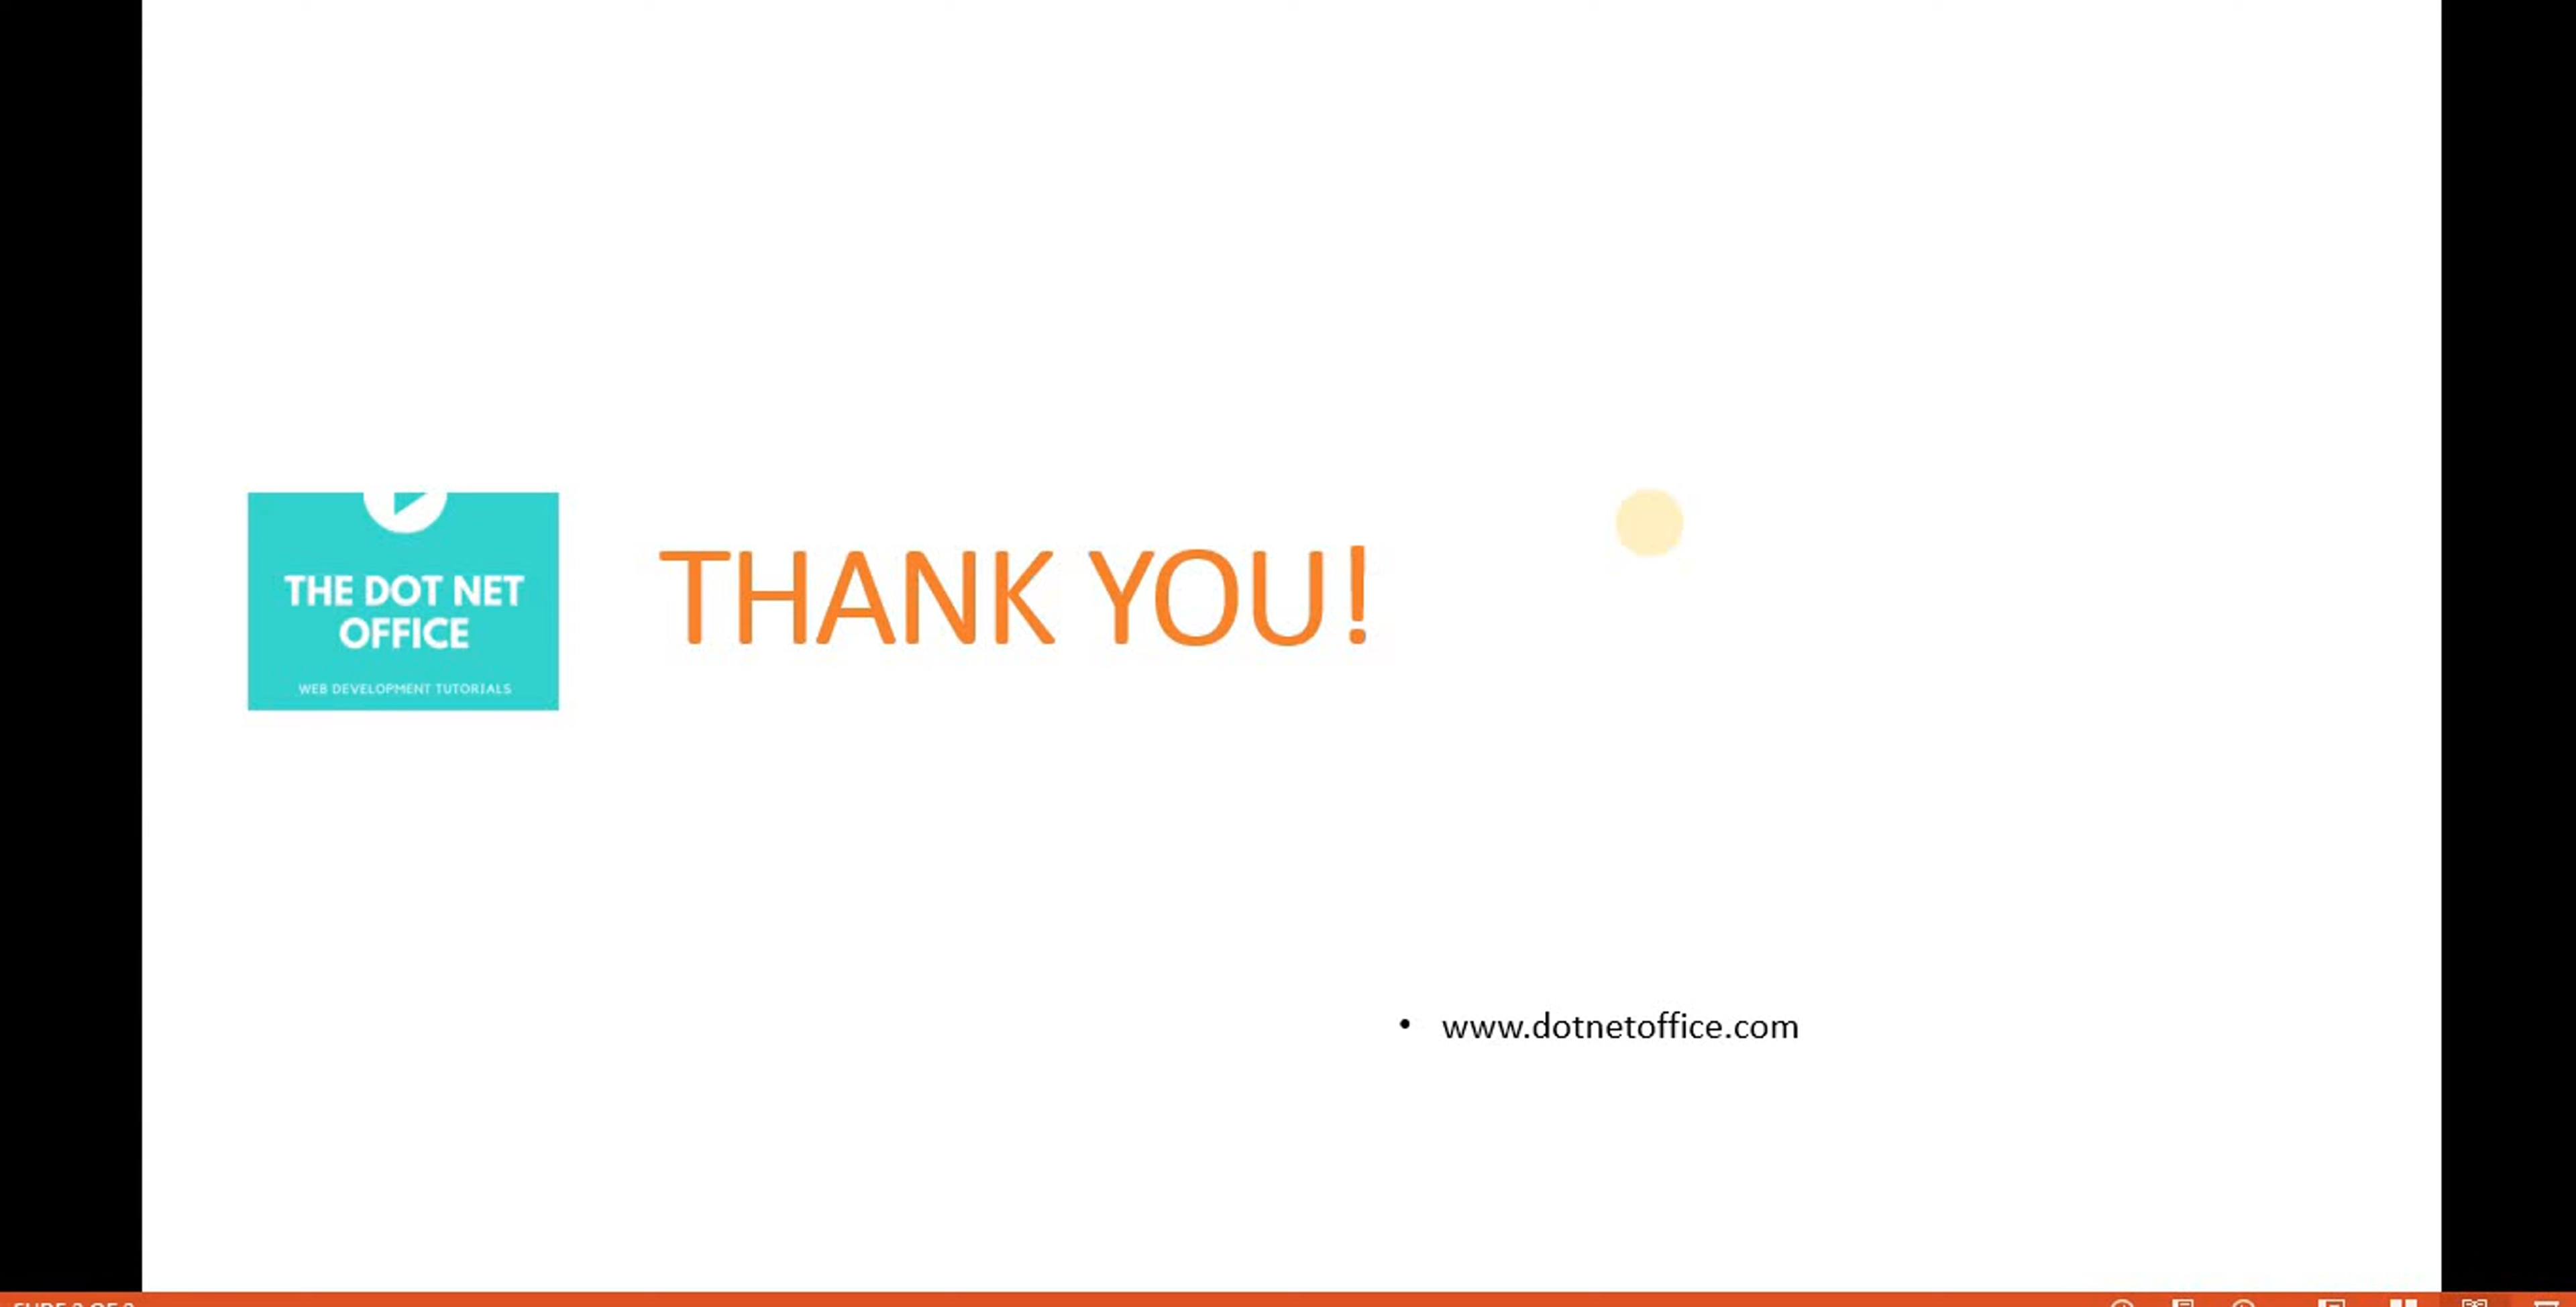 THE DOT NET
OFFICE
WEB DEVELOPMENT TUTORIALS
THANK YOU!
• www.dotnetoffice.com